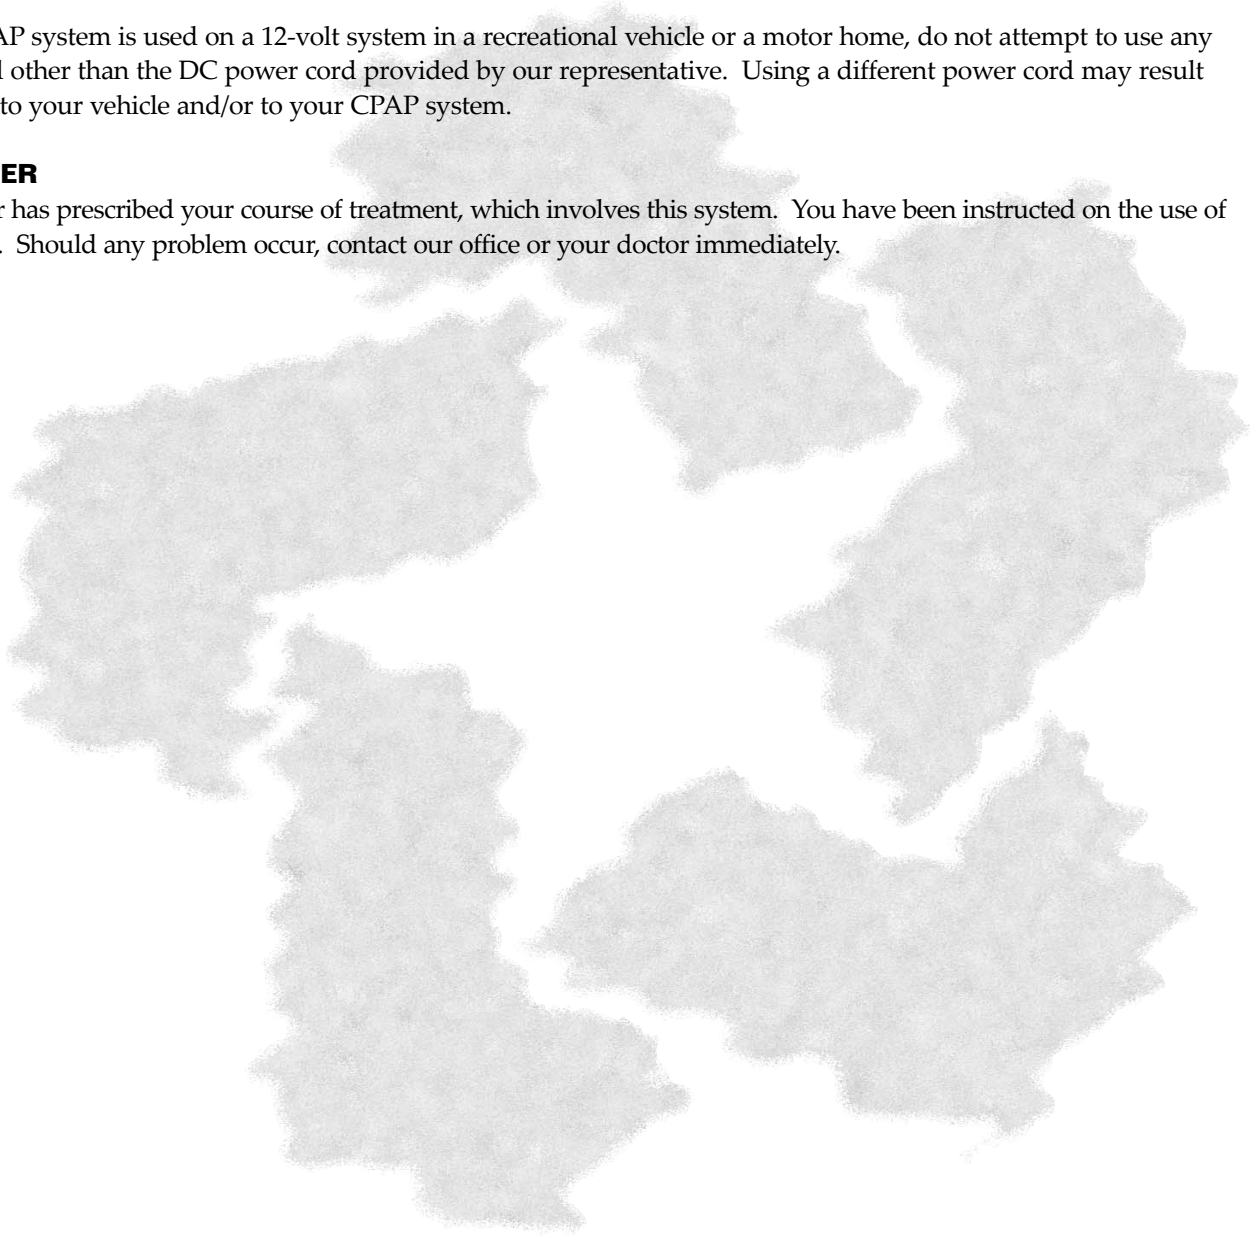 AP system is used on a 12-volt system in a recreational vehicle or a motor home, do not attempt to use any
other than the DC power cord provided by our representative. Using a different power cord may result
to your vehicle and/or to your CPAP system.
ER
has prescribed your course of treatment, which involves this system. You have been instructed on the use of
. Should any problem occur, contact our office or your doctor immediately.